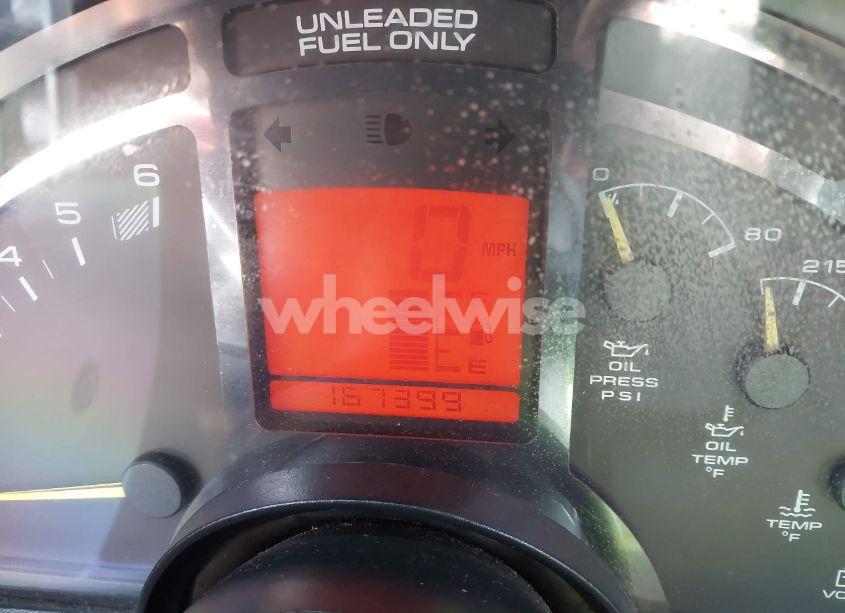 UNLEADED
FUEL ONLY
4 5 6
0 MPH
F
E
E
167399
0 80
OIL
PRESS
PSI
215
OIL
TEMP
°F
TEMP
°F
VO
wheelwise